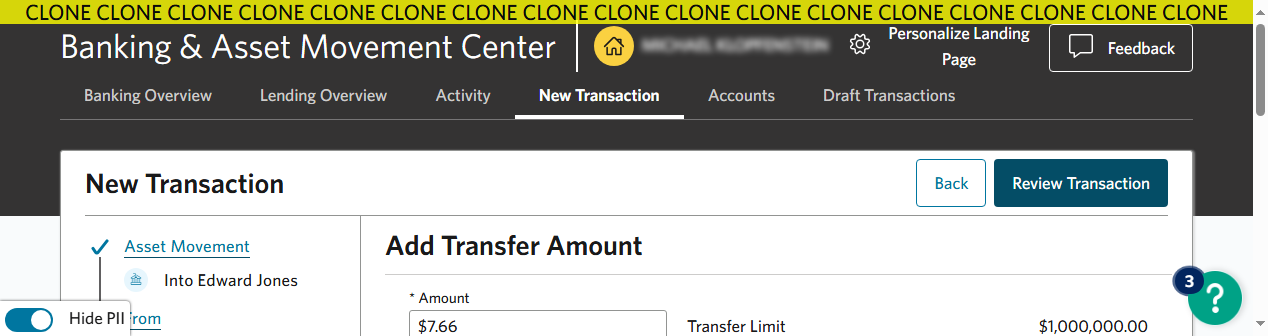 CLONE CLONE CLONE CLONE CLONE CLONE CLONE CLONE CLONE CLONE CLONE CLONE CLONE CLONE CLONE CLONE CLONE
Banking & Asset Movement Center
Personalize Landing
Page
Feedback
Banking Overview Lending Overview Activity New Transaction Accounts Draft Transactions
New Transaction
Back Review Transaction
Asset Movement
Into Edward Jones
From
Add Transfer Amount
* Amount
$7.66 Transfer Limit $1,000,000.00
Hide PII
3
?